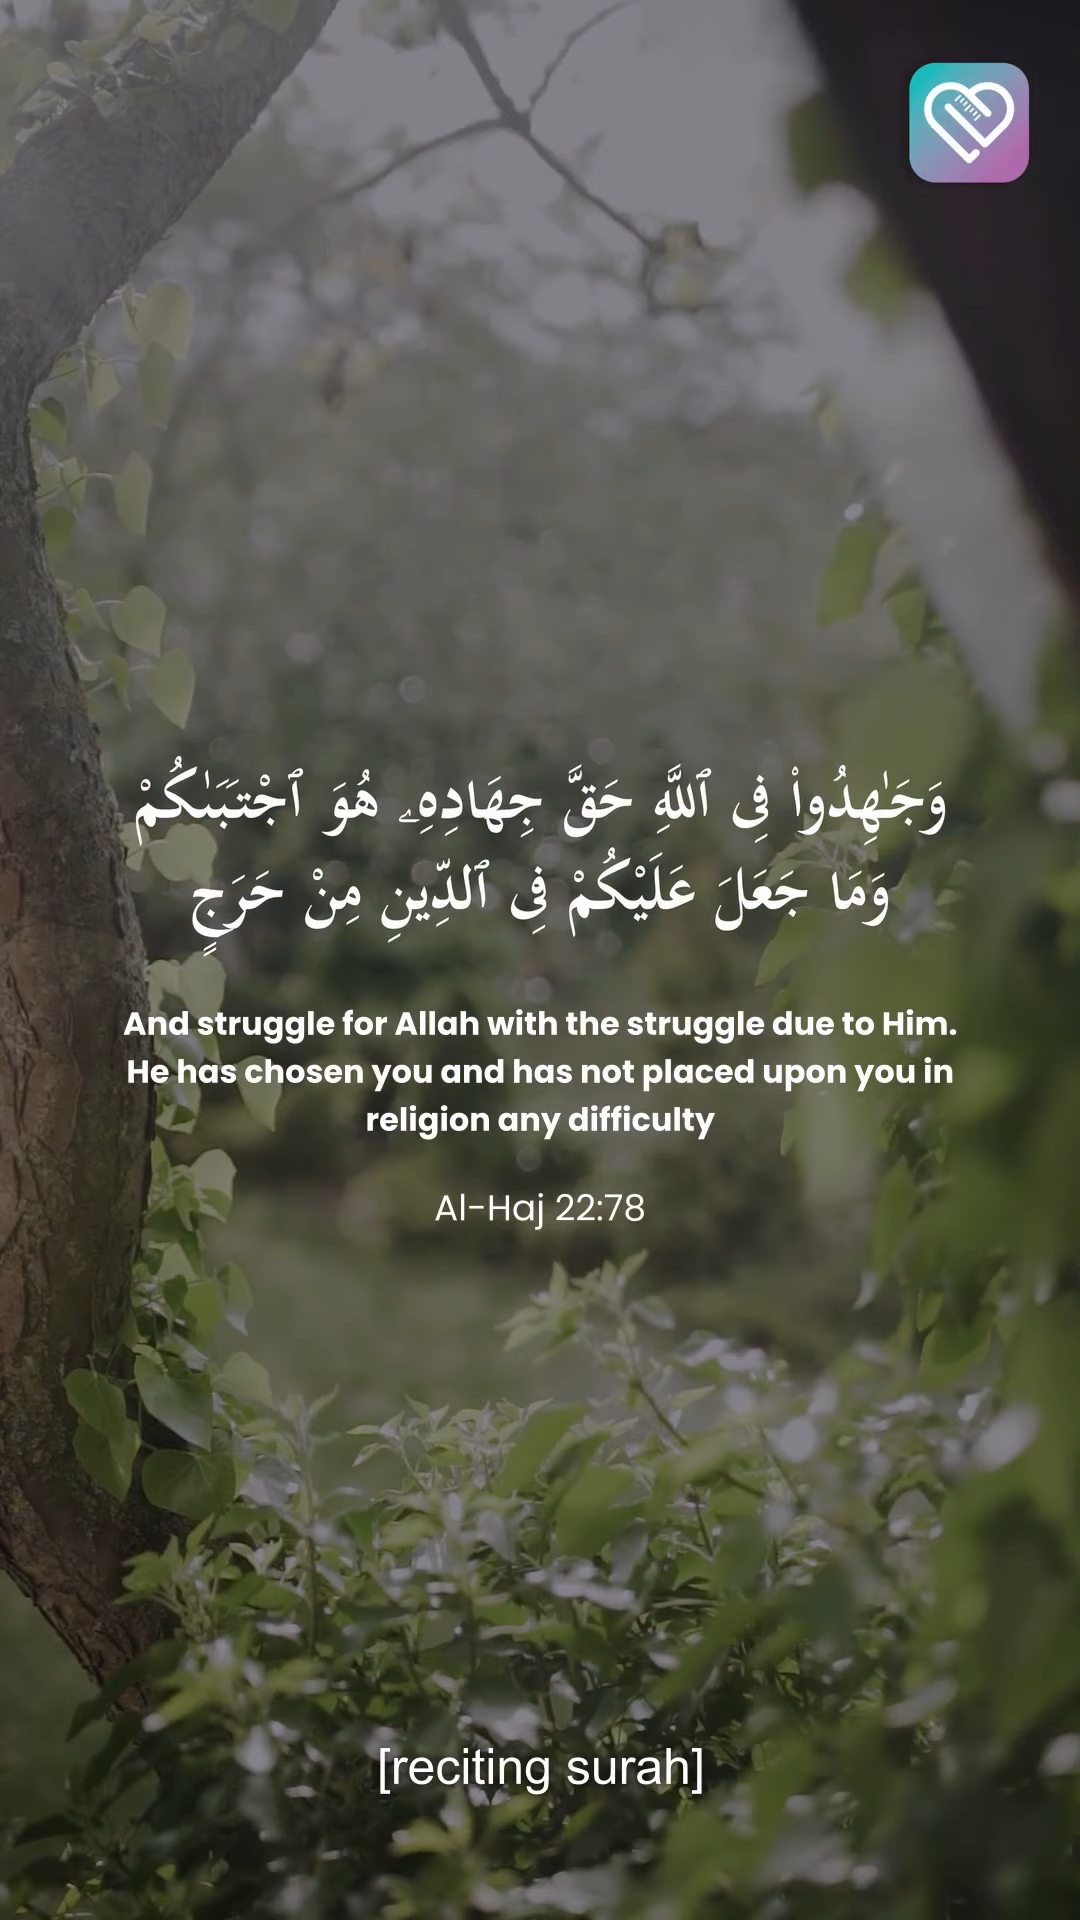 وَجَـٰهِدُوا۟ فِى ٱللَّهِ حَقَّ جِهَادِهِۦ هُوَ ٱجْتَبَىٰكُمْ
وَمَا جَعَلَ عَلَيْكُمْ فِى ٱلدِّينِ مِنْ حَرَجٍ
And struggle for Allah with the struggle due to Him.
He has chosen you and has not placed upon you in
religion any difficulty
Al-Haj 22:78
[reciting surah]